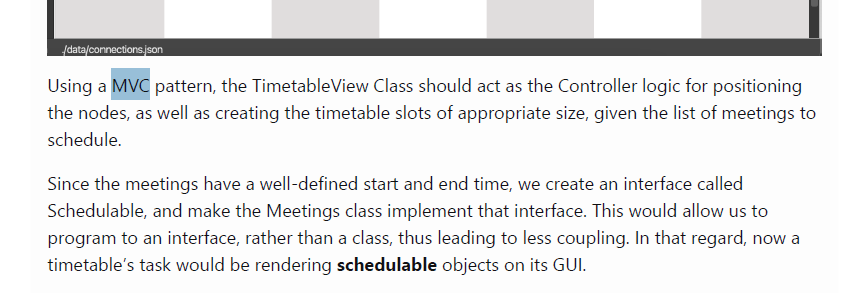 ./data/connections.json
Using a MVC pattern, the TimetableView Class should act as the Controller logic for positioning
the nodes, as well as creating the timetable slots of appropriate size, given the list of meetings to
schedule.
Since the meetings have a well-defined start and end time, we create an interface called
Schedulable, and make the Meetings class implement that interface. This would allow us to
program to an interface, rather than a class, thus leading to less coupling. In that regard, now a
timetable's task would be rendering schedulable objects on its GUI.